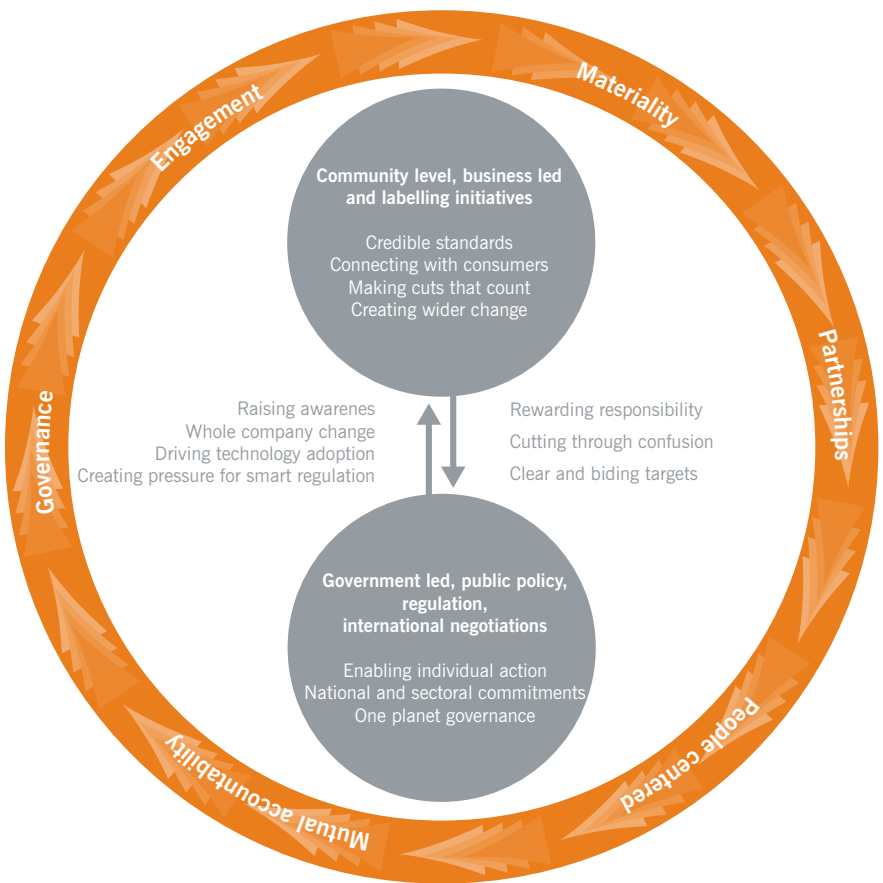 Engagement
Materiality
Partnerships
People centered
Mutual accountability
Governance
Community level, business led
and labelling initiatives
Credible standards
Connecting with consumers
Making cuts that count
Creating wider change
Raising awarenes
Whole company change
Driving technology adoption
Creating pressure for smart regulation
Rewarding responsibility
Cutting through confusion
Clear and biding targets
Government led, public policy,
regulation,
international negotiations
Enabling individual action
National and sectoral commitments
One planet governance